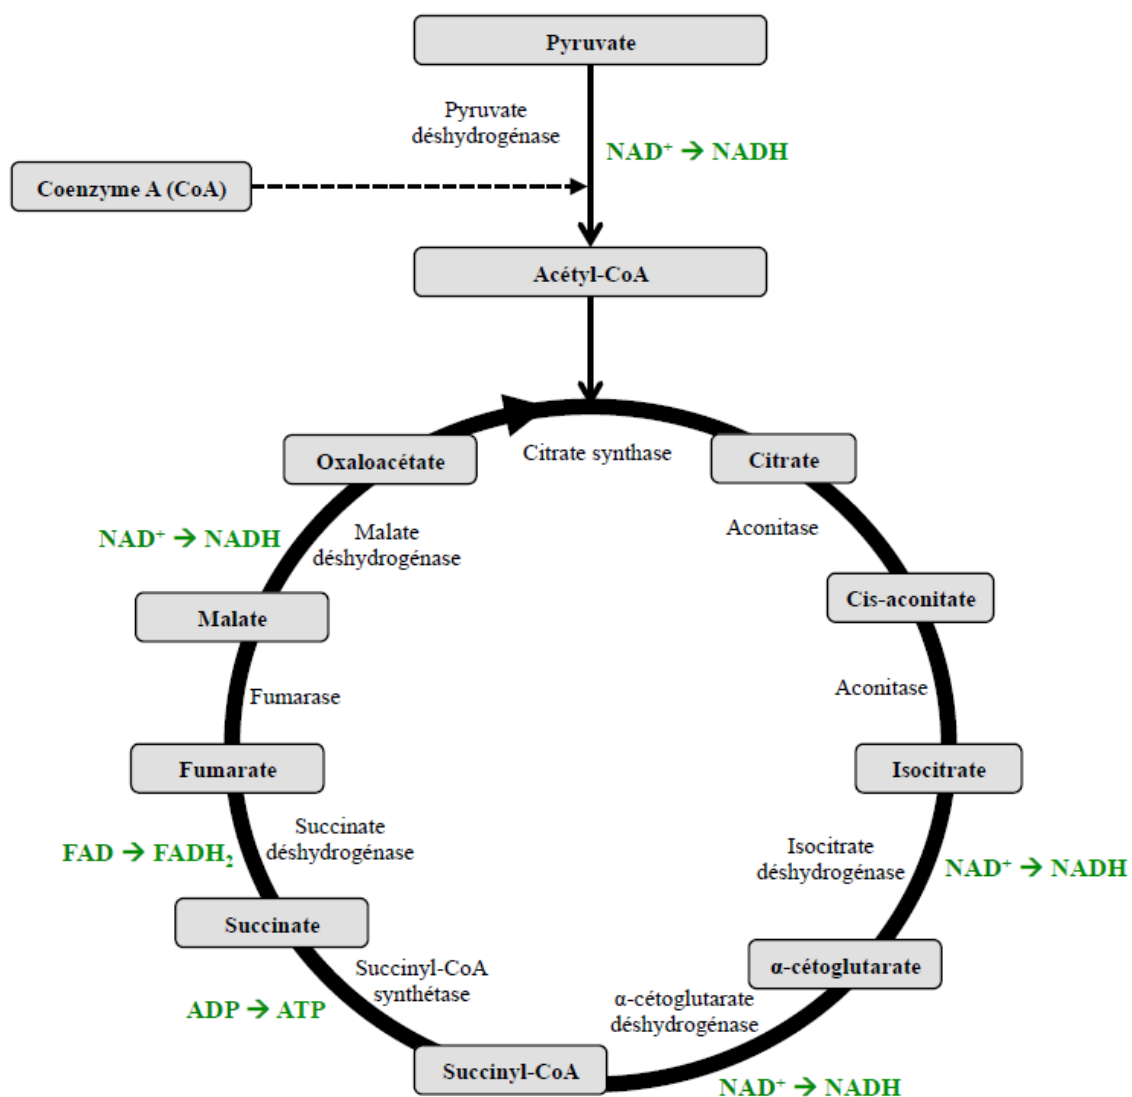 Pyruvate
Pyruvate
déshydrogénase
NAD⁺ → NADH
Coenzyme A (CoA)
Acétyl-CoA
Oxaloacétate
Citrate synthase
Citrate
NAD⁺ → NADH
Malate
déshydrogénase
Aconitase
Malate
Cis-aconitate
Fumarase
Aconitase
Fumarate
Isocitrate
FAD → FADH₂
Succinate
déshydrogénase
Isocitrate
déshydrogénase
NAD⁺ → NADH
Succinate
α-cétoglutarate
Succinyl-CoA
synthétase
ADP → ATP
α-cétoglutarate
déshydrogénase
Succinyl-CoA
NAD⁺ → NADH